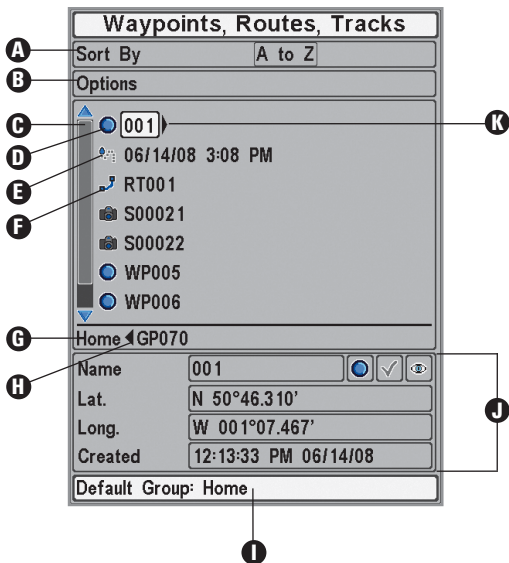 Waypoints, Routes, Tracks
A Sort By A to Z
B Options
C
D 001 K
E 06/14/08 3:08 PM
F RT001
S00021
S00022
WP005
WP006
G Home GP070
H
Name 001
Lat. N 50°46.310'
J
Long. W 001°07.467'
Created 12:13:33 PM 06/14/08
Default Group: Home
I